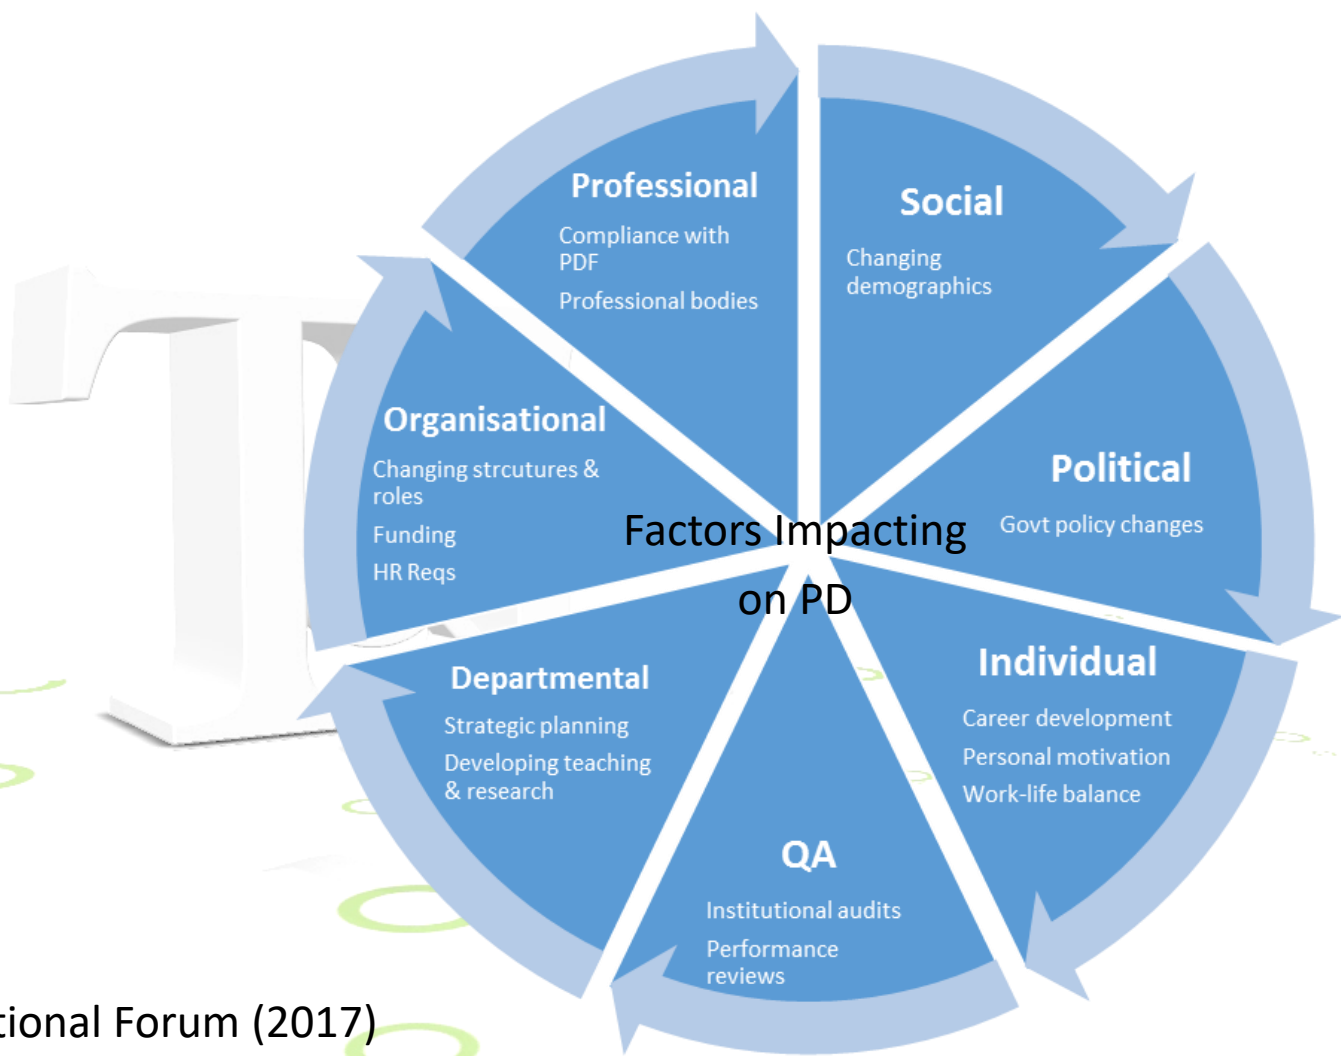 Professional
Compliance with
PDF
Professional bodies
Social
Changing
demographics
Political
Govt policy changes
Individual
Career development
Personal motivation
Work-life balance
QA
Institutional audits
Performance
reviews
Departmental
Strategic planning
Developing teaching
& research
Organisational
Changing strcutures &
roles
Funding
HR Reqs
Factors Impacting
on PD
tional Forum (2017)